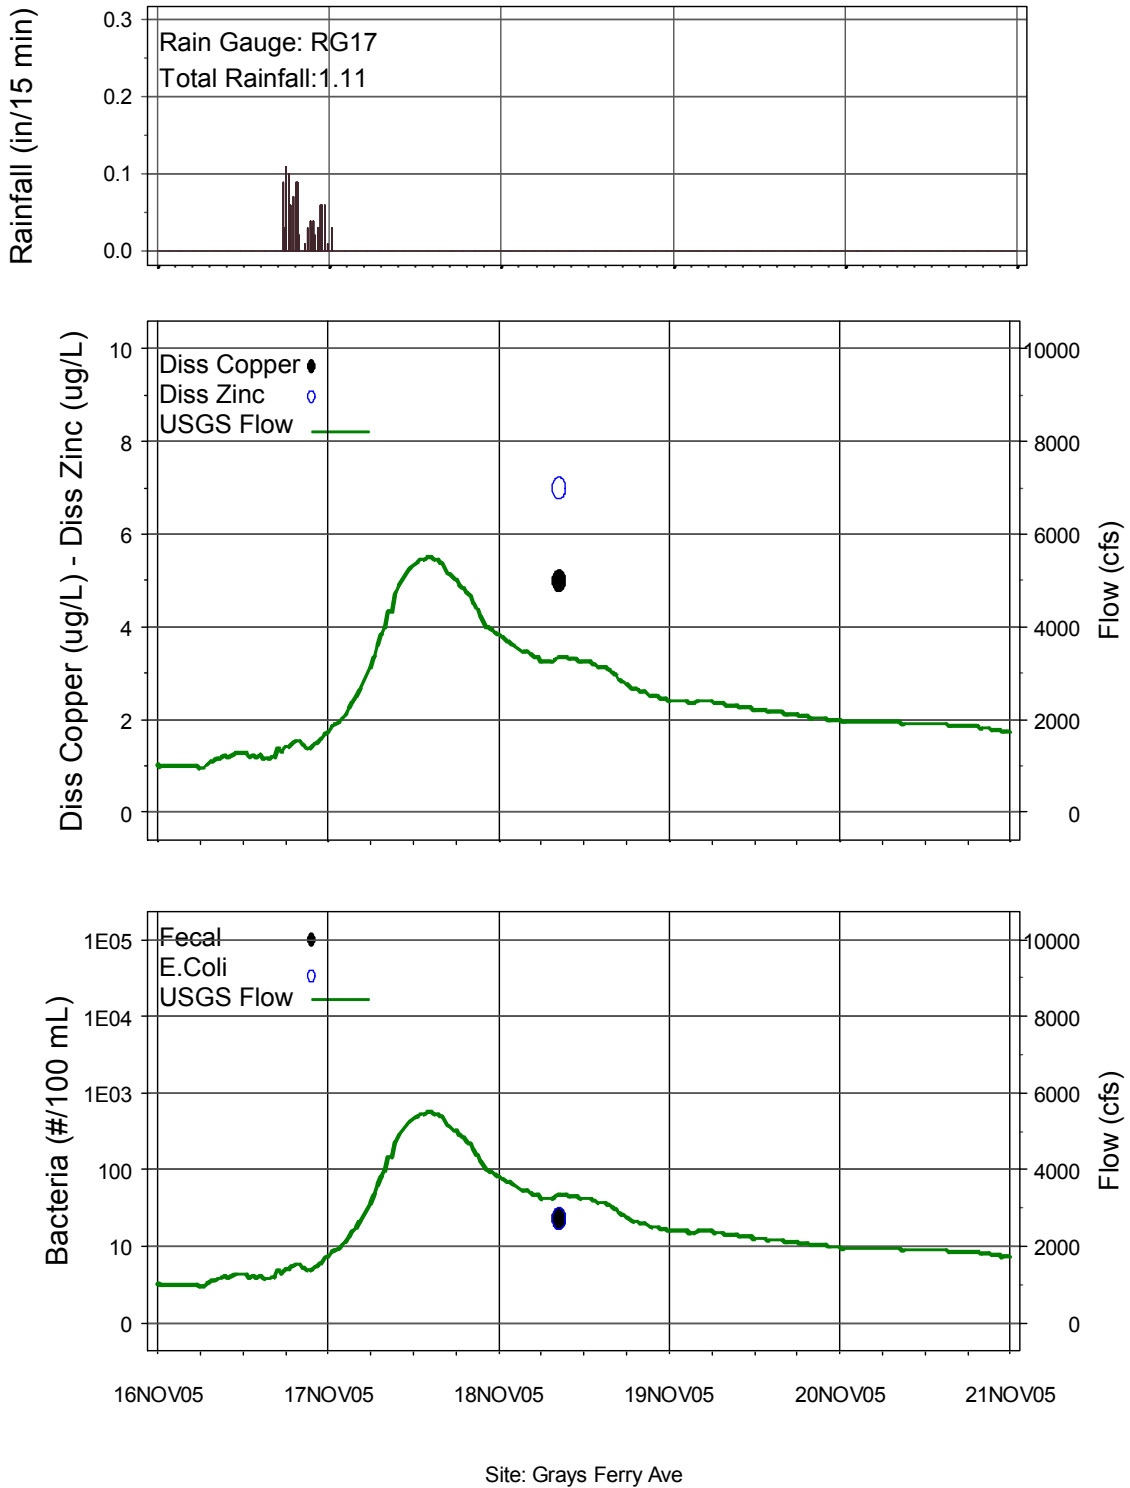 Rainfall (in/15 min)
0.3
0.2
0.1
0.0
Rain Gauge: RG17
Total Rainfall:1.11
Diss Copper (ug/L) - Diss Zinc (ug/L)
10
8
6
4
2
0
Diss Copper
Diss Zinc
USGS Flow
10000
8000
6000
4000
2000
0
Flow (cfs)
Bacteria (#/100 mL)
1E05
1E04
1E03
100
10
0
Fecal
E.Coli
USGS Flow
10000
8000
6000
4000
2000
0
Flow (cfs)
16NOV05 17NOV05 18NOV05 19NOV05 20NOV05 21NOV05
Site: Grays Ferry Ave